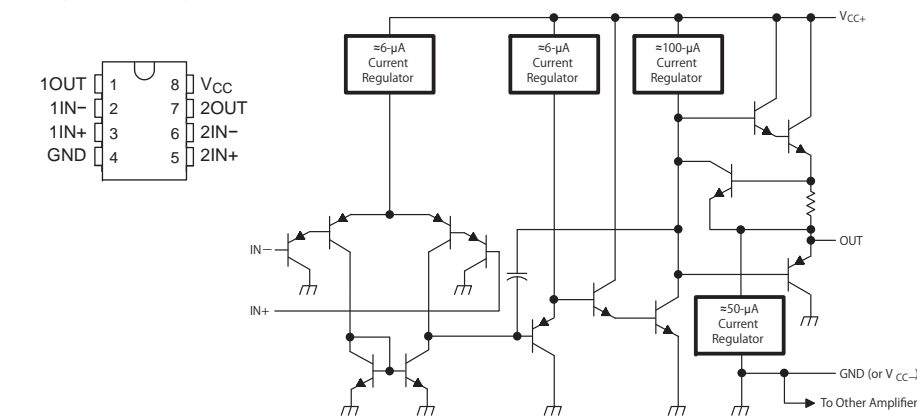 1OUT 1 8 VCC
1IN− 2 7 2OUT
1IN+ 3 6 2IN−
GND 4 5 2IN+
VCC+
≈6-µA
Current
Regulator
≈6-µA
Current
Regulator
≈100-µA
Current
Regulator
IN−
IN+
OUT
≈50-µA
Current
Regulator
GND (or V CC−)
To Other Amplifier